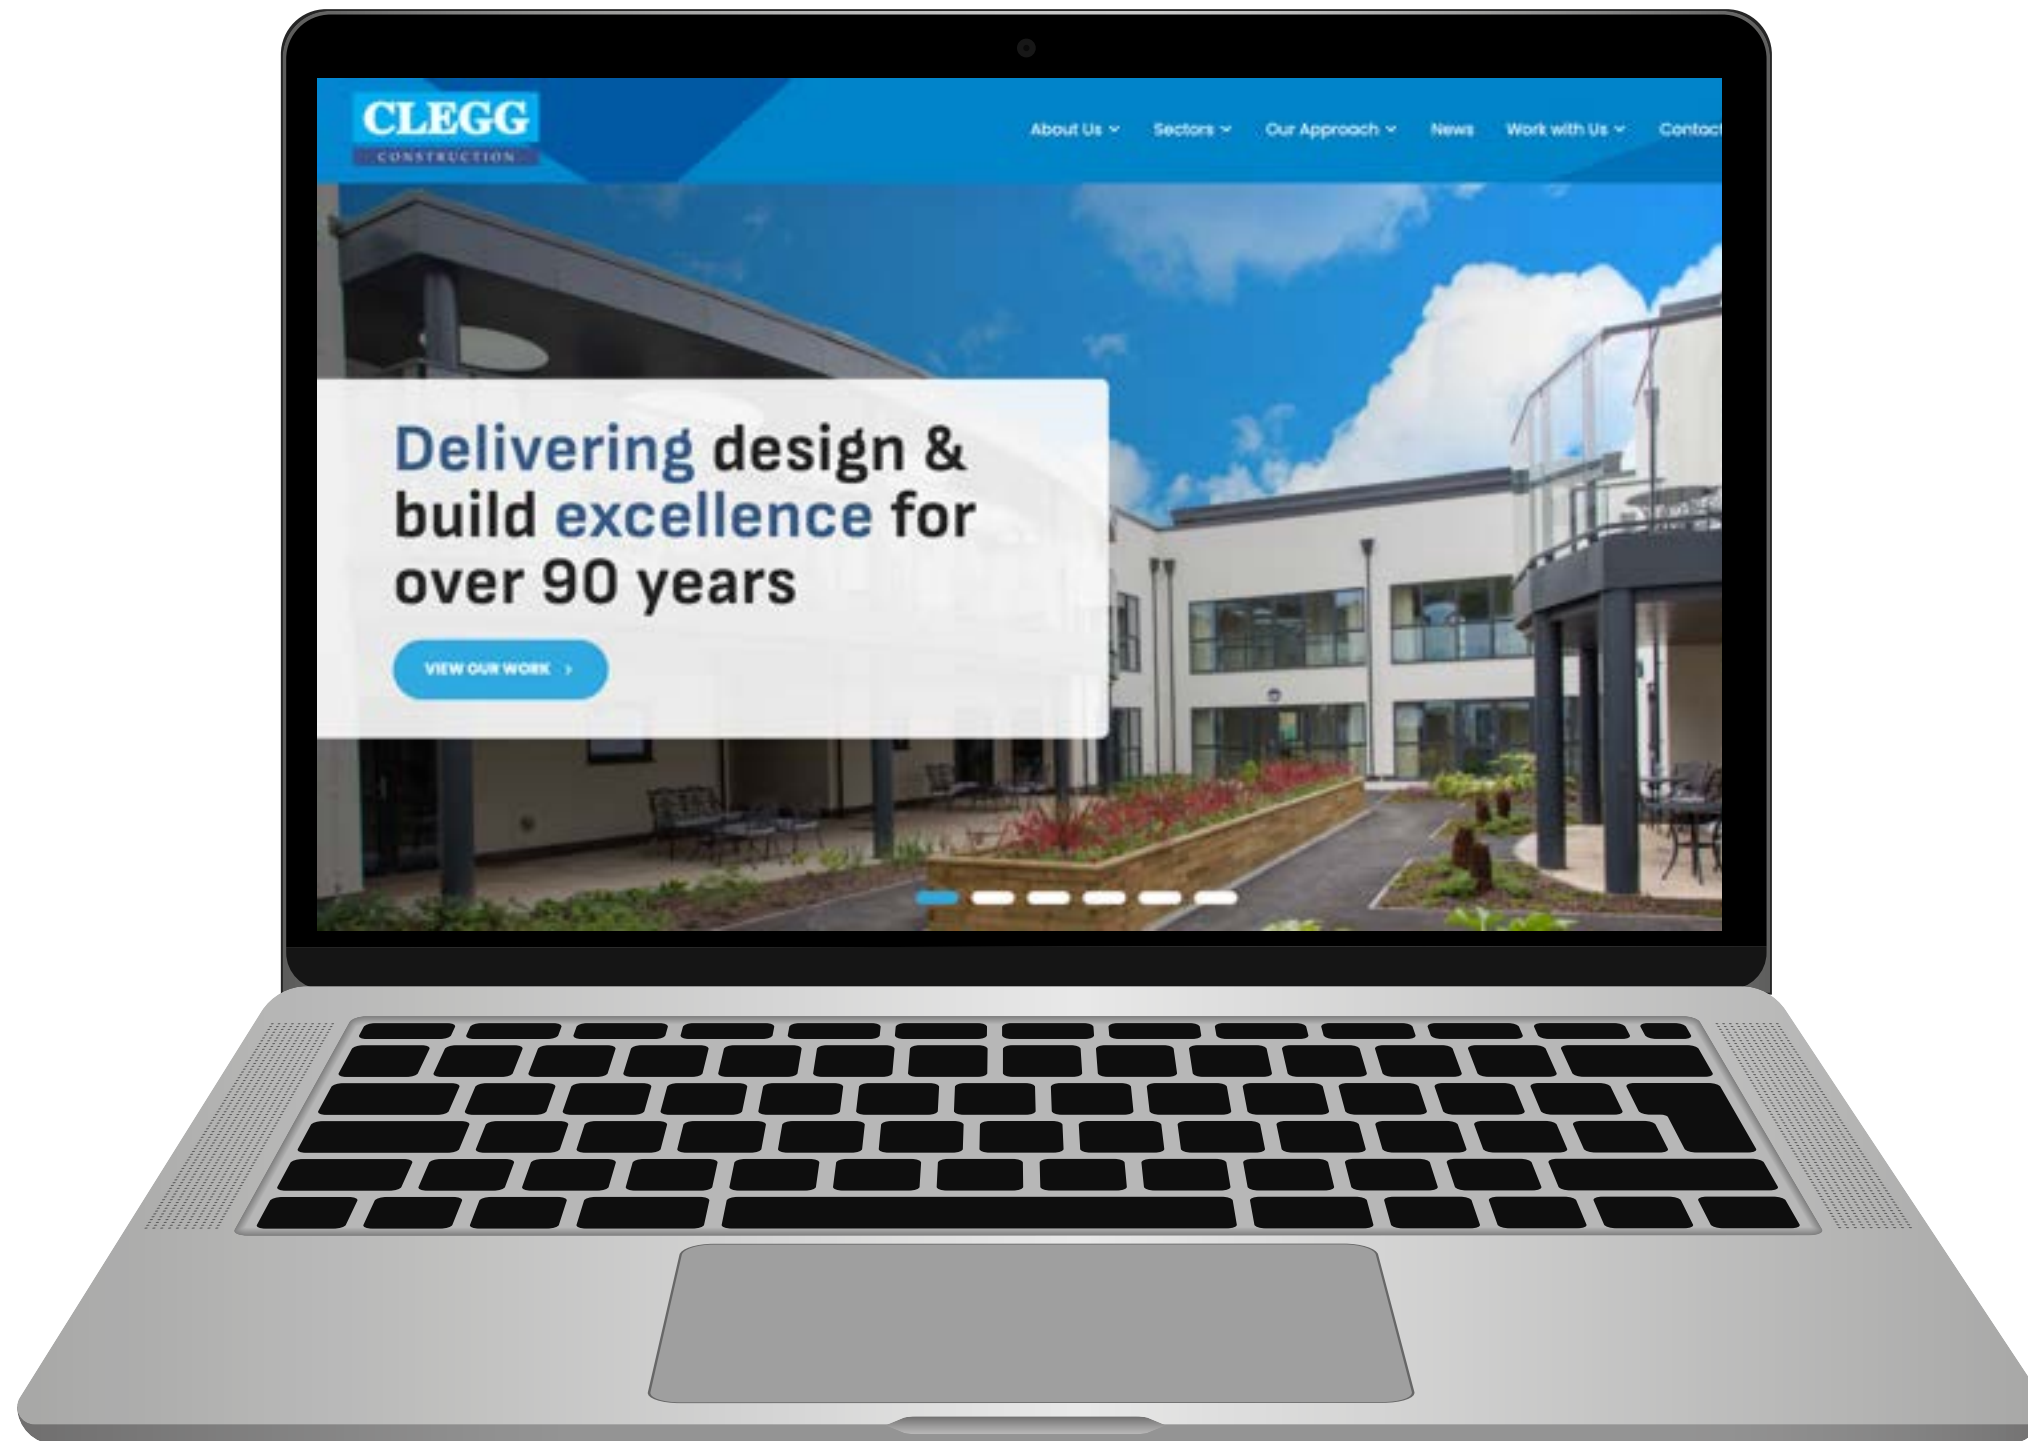 CLEGG
CONSTRUCTION
About Us Sectors Our Approach News Work with Us Contact
Delivering design &
build excellence for
over 90 years
VIEW OUR WORK